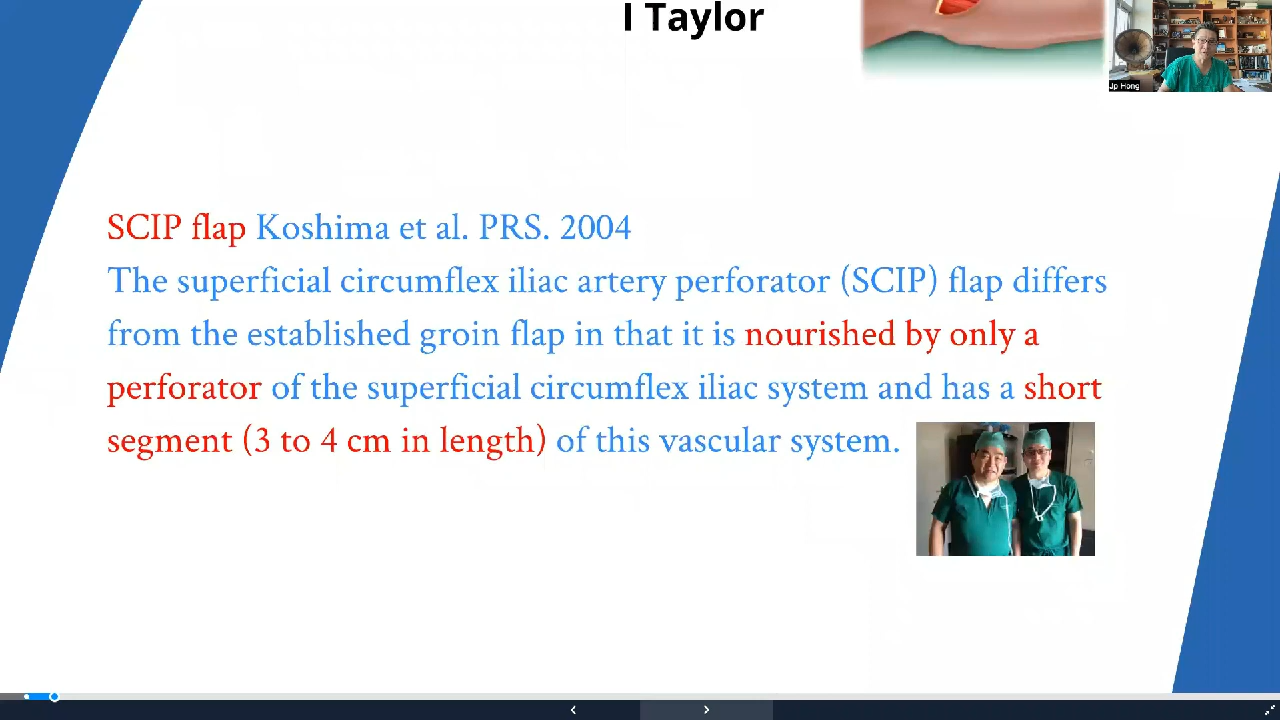 I Taylor
Jp Hong
SCIP flap Koshima et al. PRS. 2004
The superficial circumflex iliac artery perforator (SCIP) flap differs
from the established groin flap in that it is nourished by only a
perforator of the superficial circumflex iliac system and has a short
segment (3 to 4 cm in length) of this vascular system.